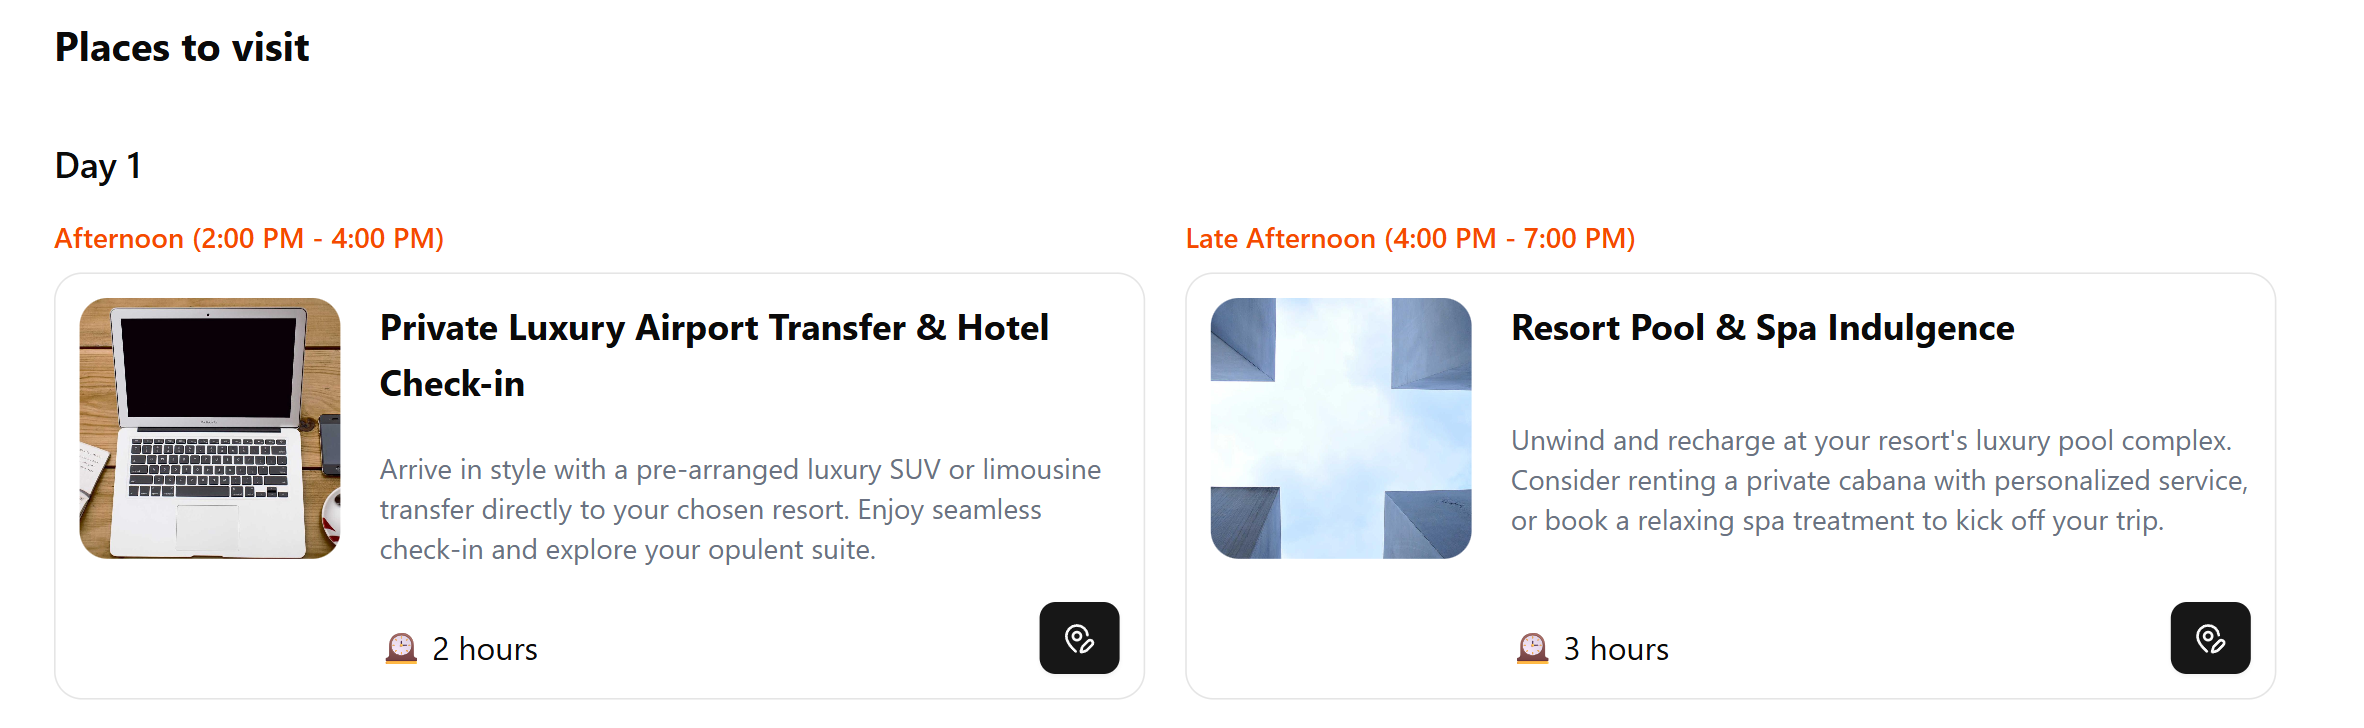 Places to visit
Day 1
Afternoon (2:00 PM - 4:00 PM)
Private Luxury Airport Transfer & Hotel
Check-in
Arrive in style with a pre-arranged luxury SUV or limousine
transfer directly to your chosen resort. Enjoy seamless
check-in and explore your opulent suite.
2 hours
Late Afternoon (4:00 PM - 7:00 PM)
Resort Pool & Spa Indulgence
Unwind and recharge at your resort's luxury pool complex.
Consider renting a private cabana with personalized service,
or book a relaxing spa treatment to kick off your trip.
3 hours